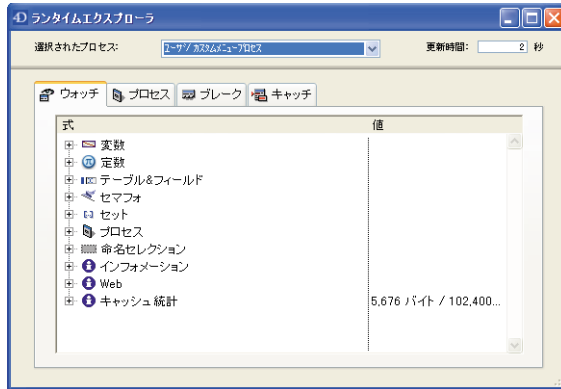 4D ランタイムエクスプローラ
選択されたプロセス: ユーザ/カスタムメニュープロセス 更新時間: 2 秒
ウォッチ プロセス ブレーク キャッチ
式 値
変数
定数
テーブル&フィールド
セマフォ
セット
プロセス
命名セレクション
インフォメーション
Web
キャッシュ統計 5,676 バイト / 102,400...